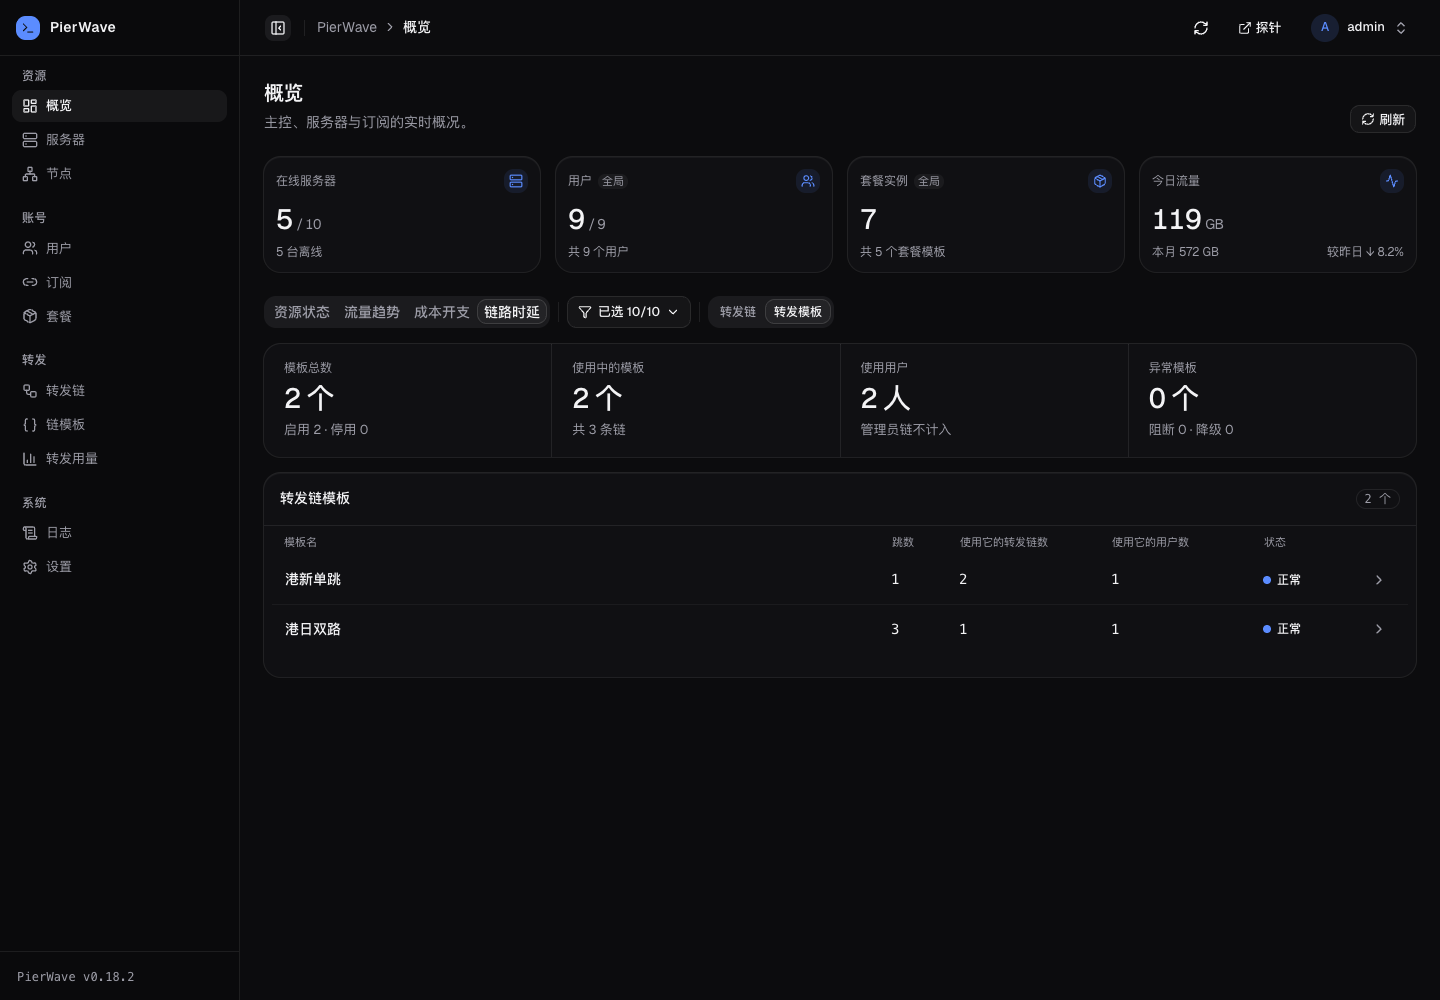 PierWave
PierWave 概览
探针
A admin
资源
概览
服务器
节点
账号
用户
订阅
套餐
转发
转发链
链模板
转发用量
系统
日志
设置
PierWave v0.18.2
概览
主控、服务器与订阅的实时概况。
刷新
在线服务器
5 / 10
5 台离线
用户 全局
9 / 9
共 9 个用户
套餐实例 全局
7
共 5 个套餐模板
今日流量
119 GB
本月 572 GB 较昨日 ↓ 8.2%
资源状态 流量趋势 成本开支 链路时延 已选 10/10 转发链 转发模板
模板总数
2 个
启用 2 · 停用 0
使用中的模板
2 个
共 3 条链
使用用户
2 人
管理员链不计入
异常模板
0 个
阻断 0 · 降级 0
转发链模板 2 个
模板名 跳数 使用它的转发链数 使用它的用户数 状态
港新单跳 1 2 1 正常
港日双路 3 1 1 正常